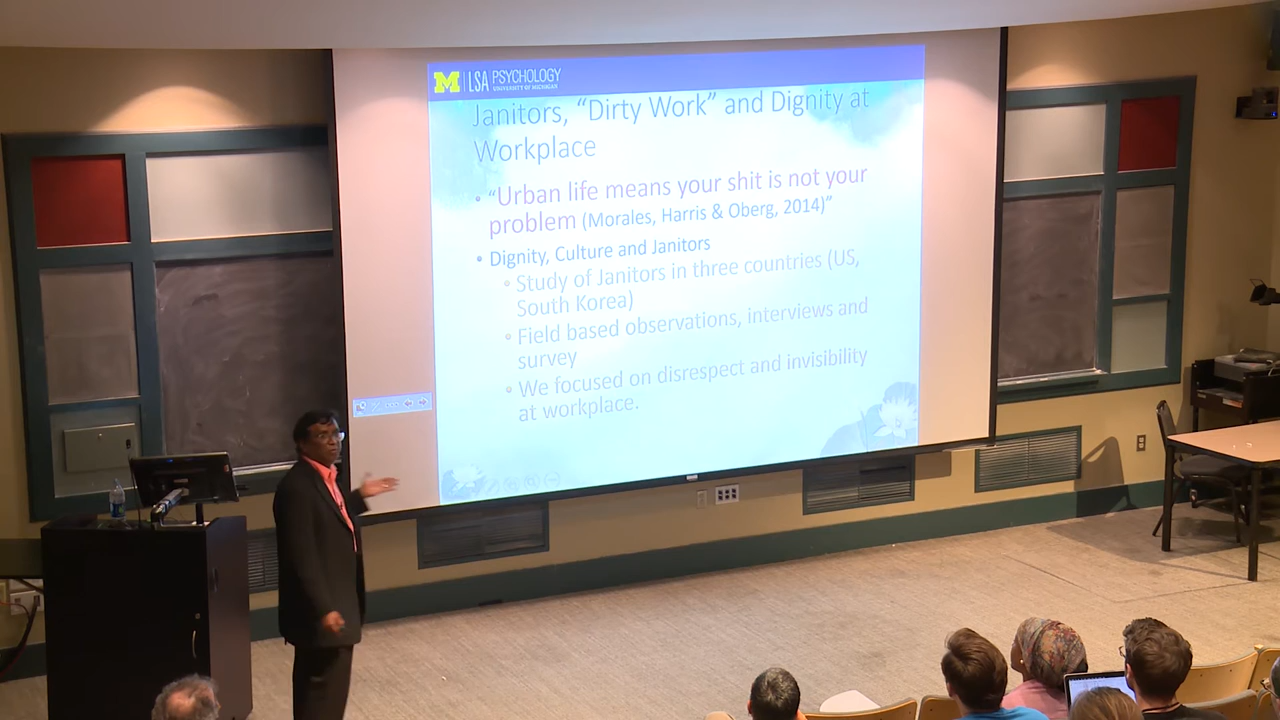 M | LSA PSYCHOLOGY
UNIVERSITY OF MICHIGAN
Janitors, “Dirty Work” and Dignity at
Workplace
• “Urban life means your shit is not your
problem (Morales, Harris & Oberg, 2014)”
• Dignity, Culture and Janitors
• Study of Janitors in three countries (US,
South Korea)
• Field based observations, interviews and
survey
• We focused on disrespect and invisibility
at workplace.